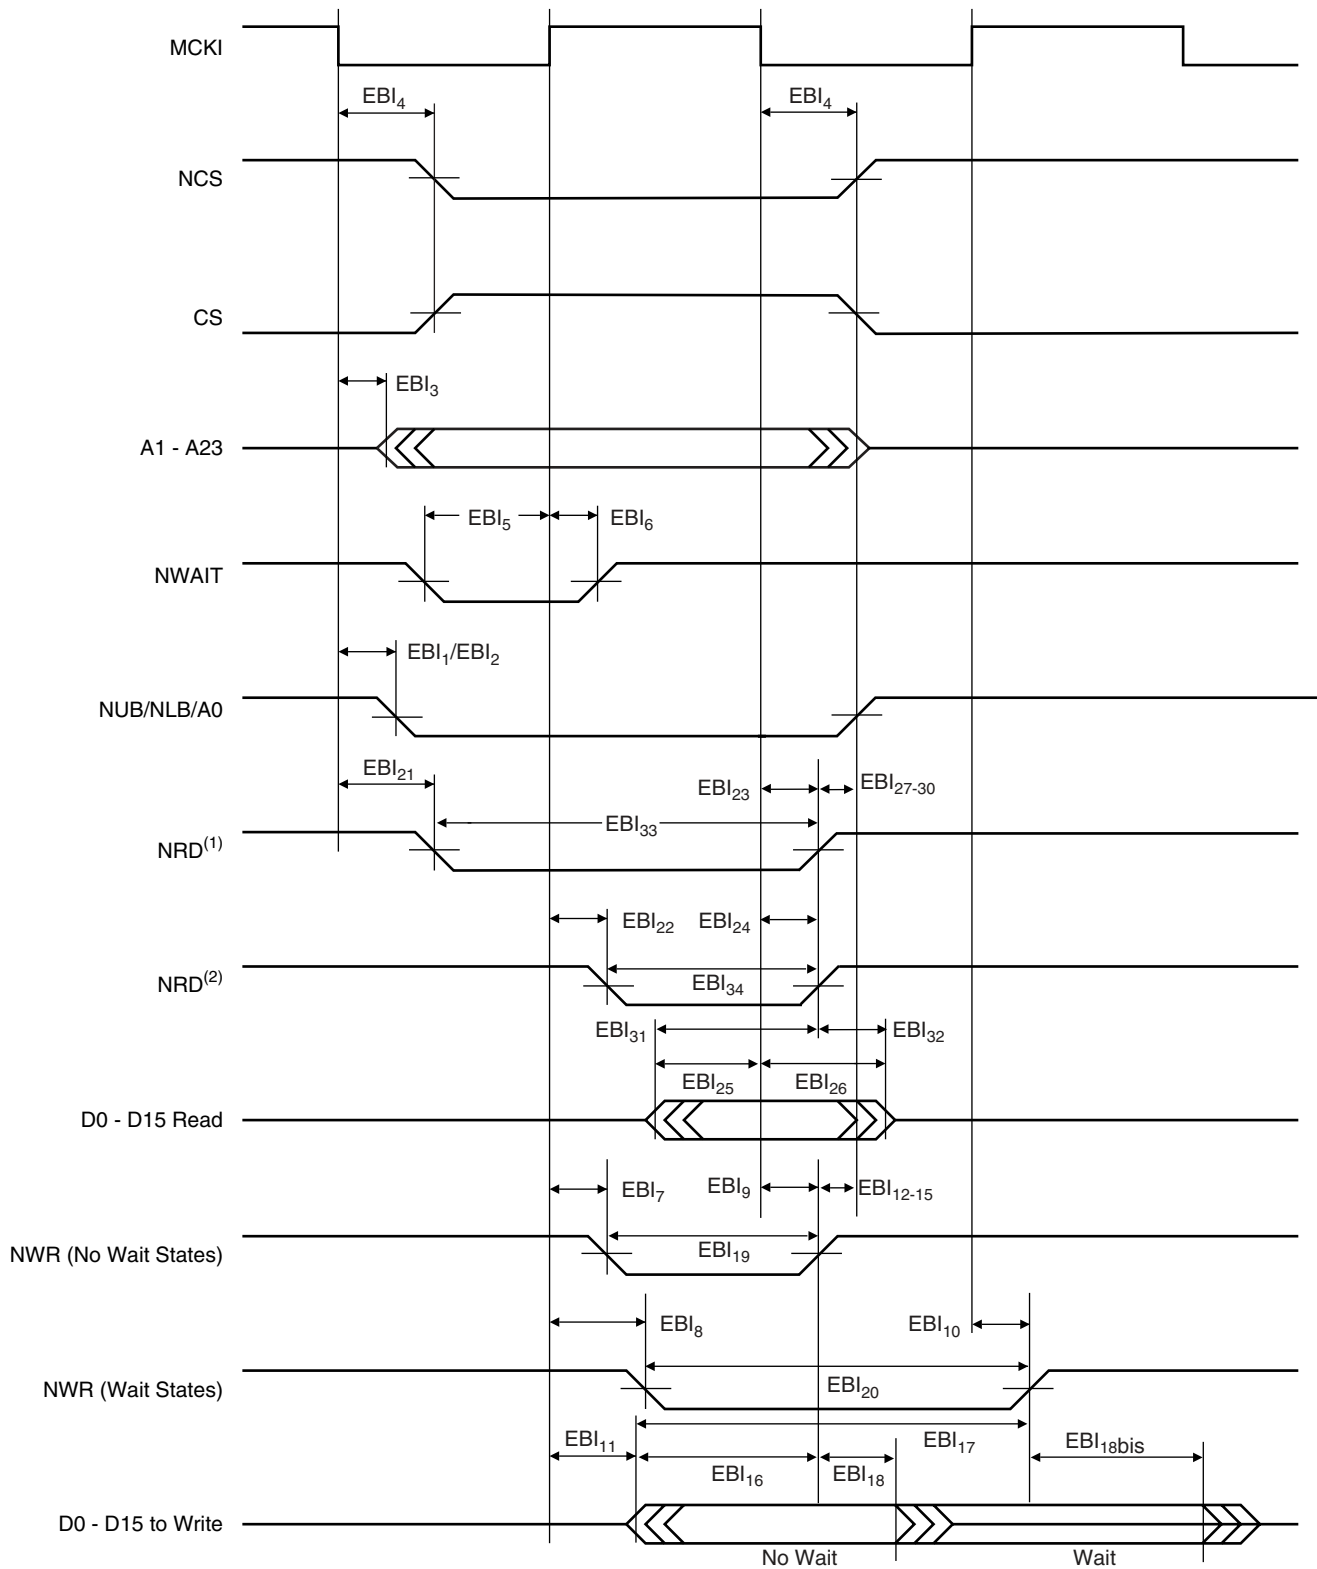 MCKI
EBI₄ EBI₄
NCS
CS
EBI₃
A1 - A23
EBI₅ EBI₆
NWAIT
EBI₁/EBI₂
NUB/NLB/A0
EBI₂₁ EBI₂₃ EBI₂₇₋₃₀
EBI₃₃
NRD⁽¹⁾
EBI₂₂ EBI₂₄
NRD⁽²⁾
EBI₃₄
EBI₃₁ EBI₃₂
EBI₂₅ EBI₂₆
D0 - D15 Read
EBI₇ EBI₉ EBI₁₂₋₁₅
NWR (No Wait States) EBI₁₉
EBI₈ EBI₁₀
NWR (Wait States) EBI₂₀
EBI₁₁ EBI₁₇ EBI₁₈bis
EBI₁₆ EBI₁₈
D0 - D15 to Write
No Wait Wait